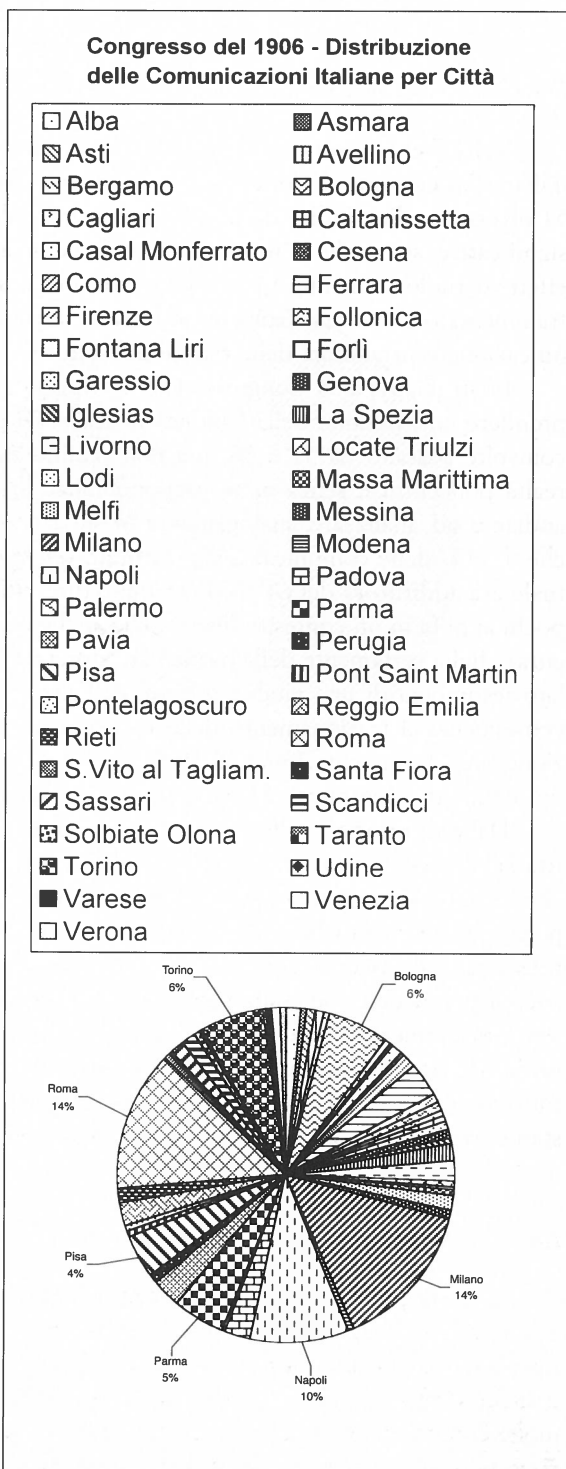 Congresso del 1906 - Distribuzione
delle Comunicazioni Italiane per Città
Alba Asmara
Asti Avellino
Bergamo Bologna
Cagliari Caltanissetta
Casal Monferrato Cesena
Como Ferrara
Firenze Follonica
Fontana Liri Forlì
Garessio Genova
Iglesias La Spezia
Livorno Locate Triulzi
Lodi Massa Marittima
Melfi Messina
Milano Modena
Napoli Padova
Palermo Parma
Pavia Perugia
Pisa Pont Saint Martin
Pontelagoscuro Reggio Emilia
Rieti Roma
S.Vito al Tagliam. Santa Fiora
Sassari Scandicci
Solbiate Olona Taranto
Torino Udine
Varese Venezia
Verona
Torino
6%
Bologna
6%
Roma
14%
Pisa
4%
Milano
14%
Parma
5%
Napoli
10%